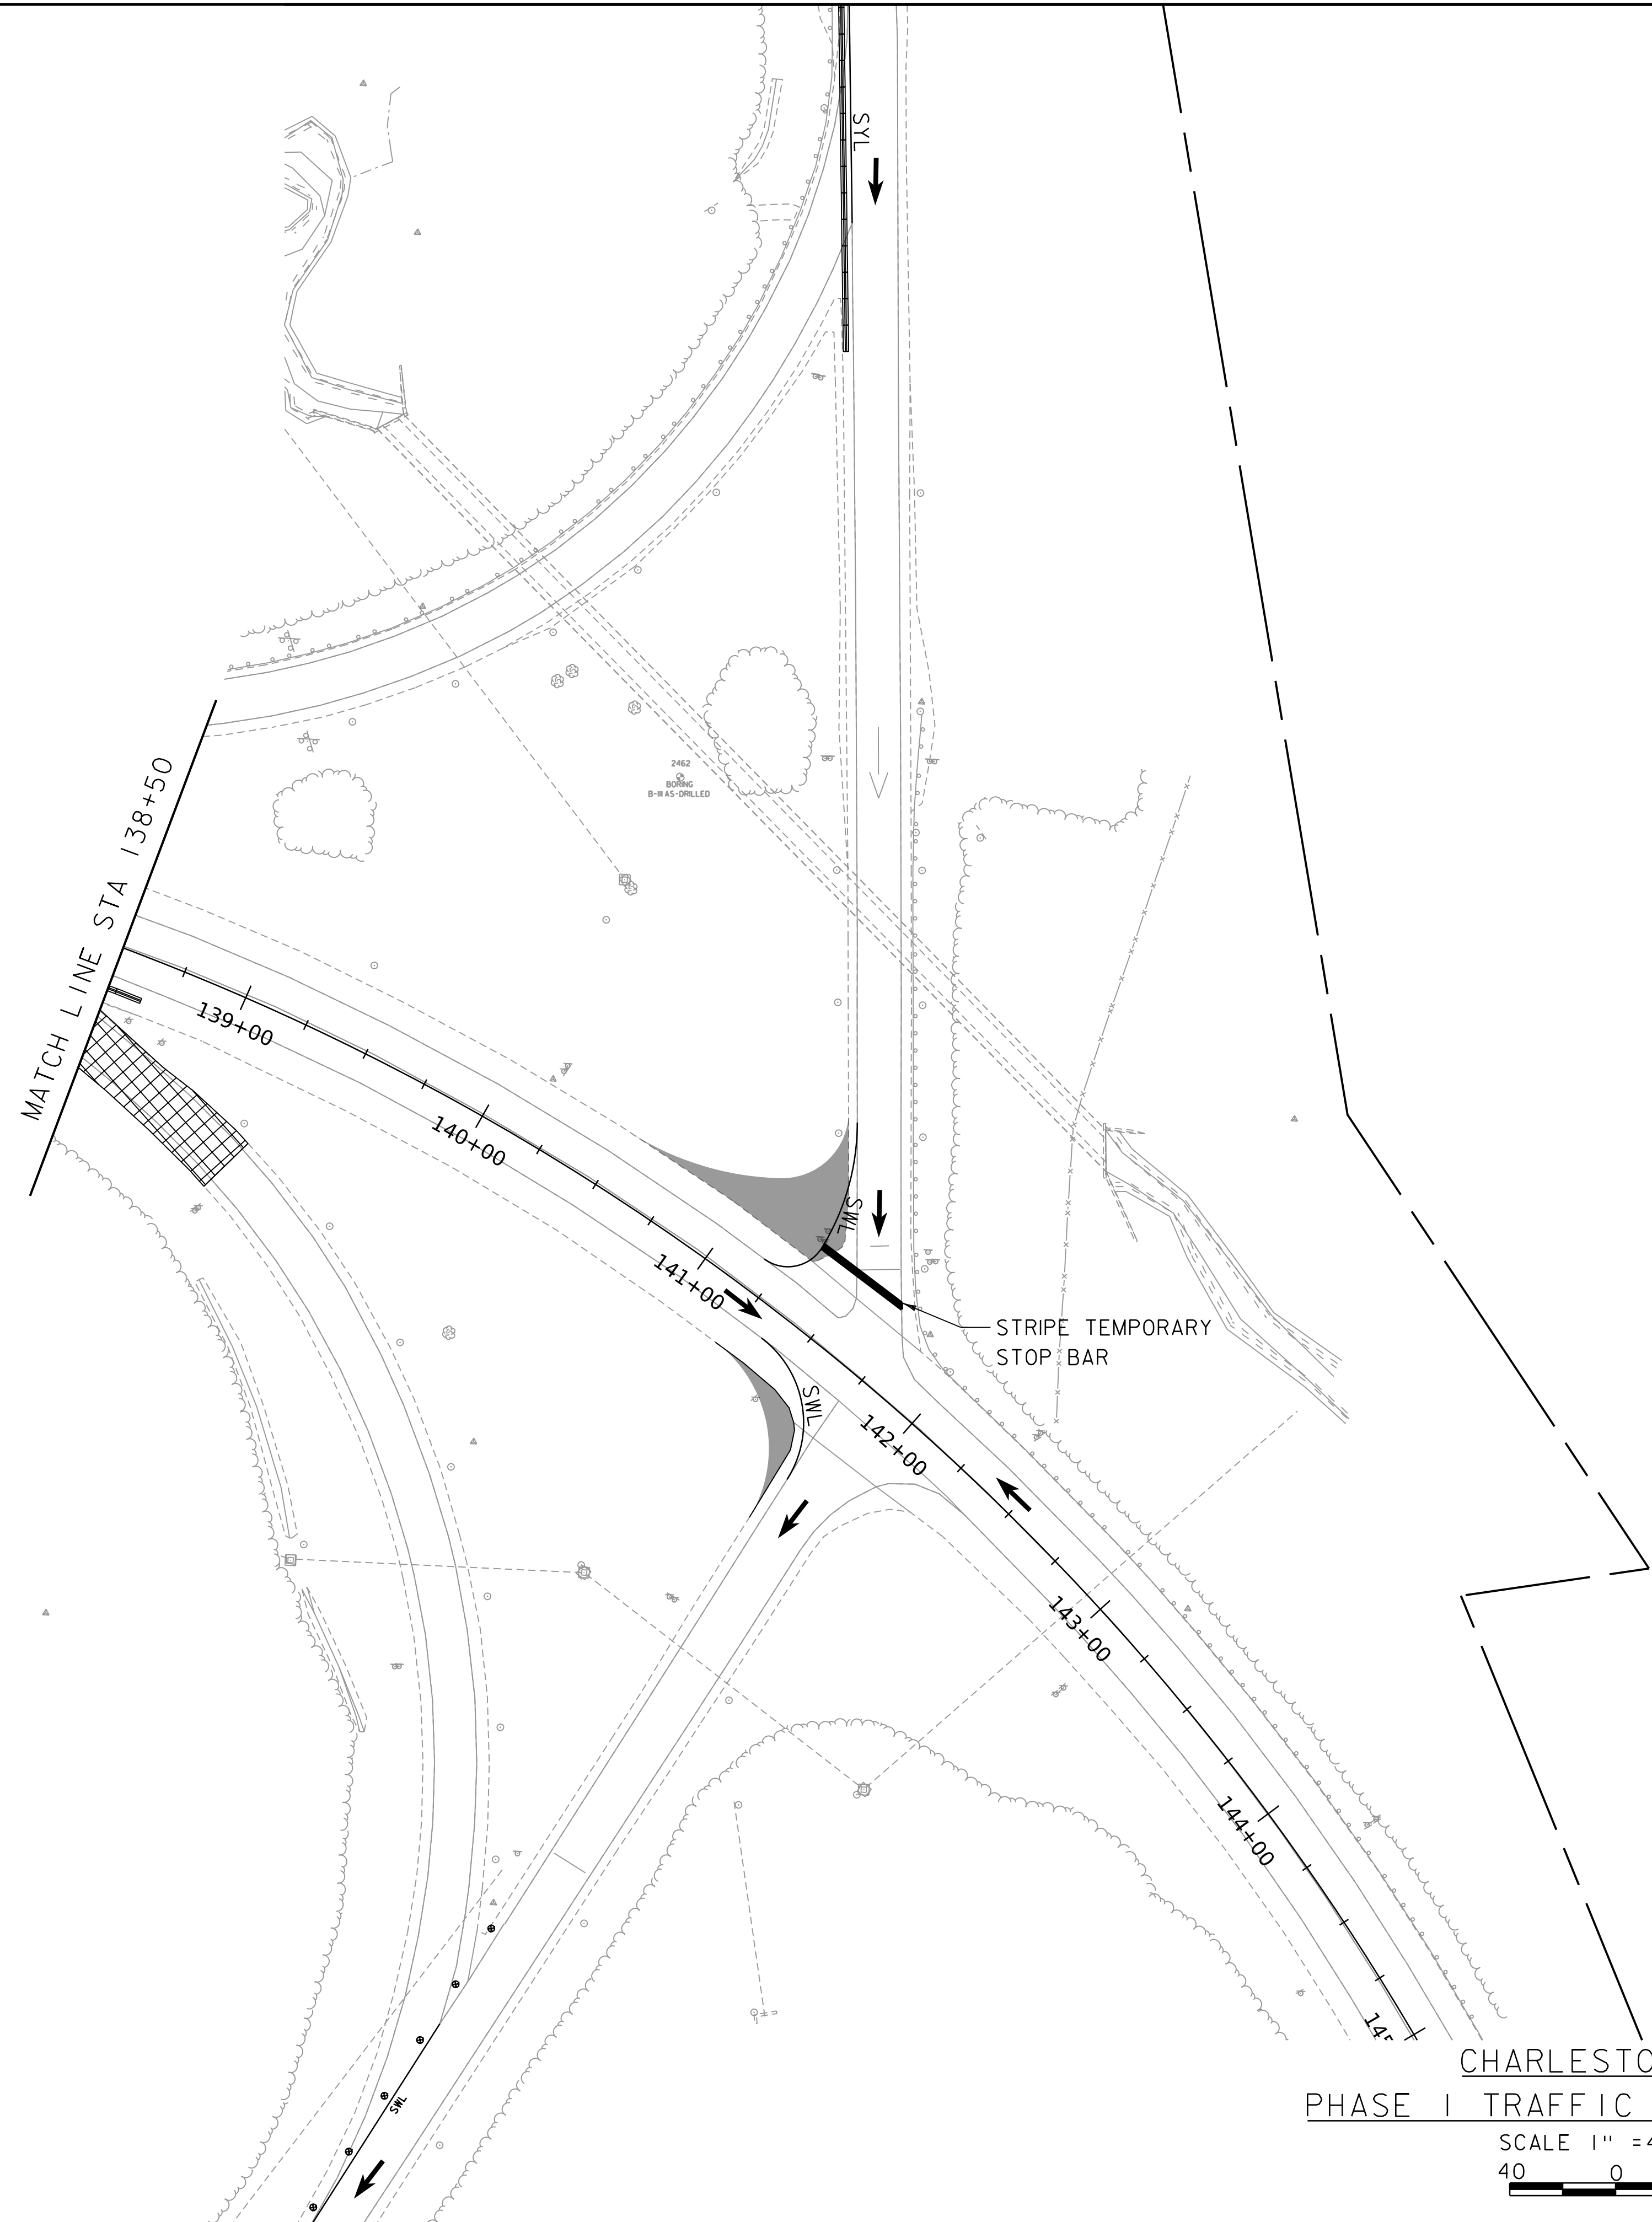 SYL
MATCH LINE STA 138+50
2462
BORING
B-III AS-DRILLED
139+00
140+00
141+00
SWL
STRIPE TEMPORARY
STOP BAR
SWL
142+00
143+00
144+00
SWL
CHARLESTO
PHASE I TRAFFIC
SCALE 1" =4
40 0